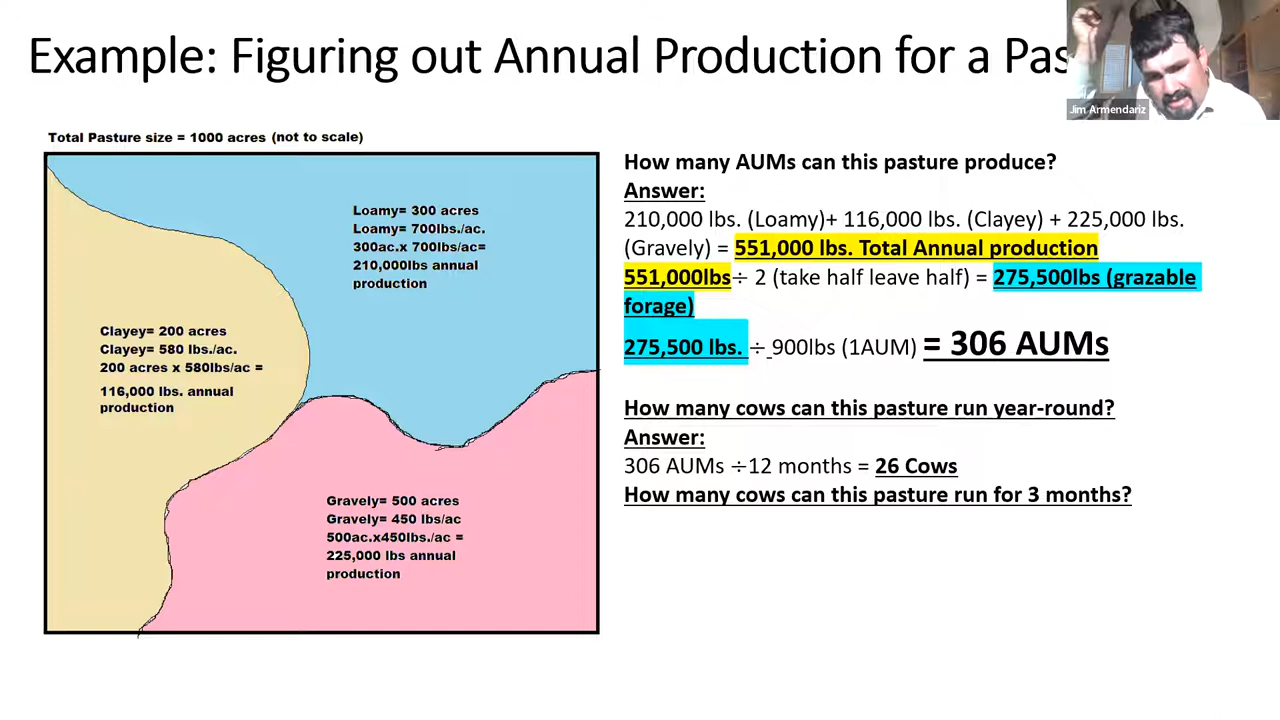 Example: Figuring out Annual Production for a Pas
Jim Armendariz
Total Pasture size = 1000 acres (not to scale)
Loamy= 300 acres
Loamy= 700lbs./ac.
300ac.x 700lbs/ac=
210,000lbs annual
production
Clayey= 200 acres
Clayey= 580 lbs./ac.
200 acres x 580lbs/ac =
116,000 lbs. annual
production
Gravely= 500 acres
Gravely= 450 lbs/ac
500ac.x450lbs./ac =
225,000 lbs annual
production
How many AUMs can this pasture produce?
Answer:
210,000 lbs. (Loamy)+ 116,000 lbs. (Clayey) + 225,000 lbs.
(Gravely) = 551,000 lbs. Total Annual production
551,000lbs÷ 2 (take half leave half) = 275,500lbs (grazable
forage)
275,500 lbs. ÷ 900lbs (1AUM) = 306 AUMs
How many cows can this pasture run year-round?
Answer:
306 AUMs ÷12 months = 26 Cows
How many cows can this pasture run for 3 months?